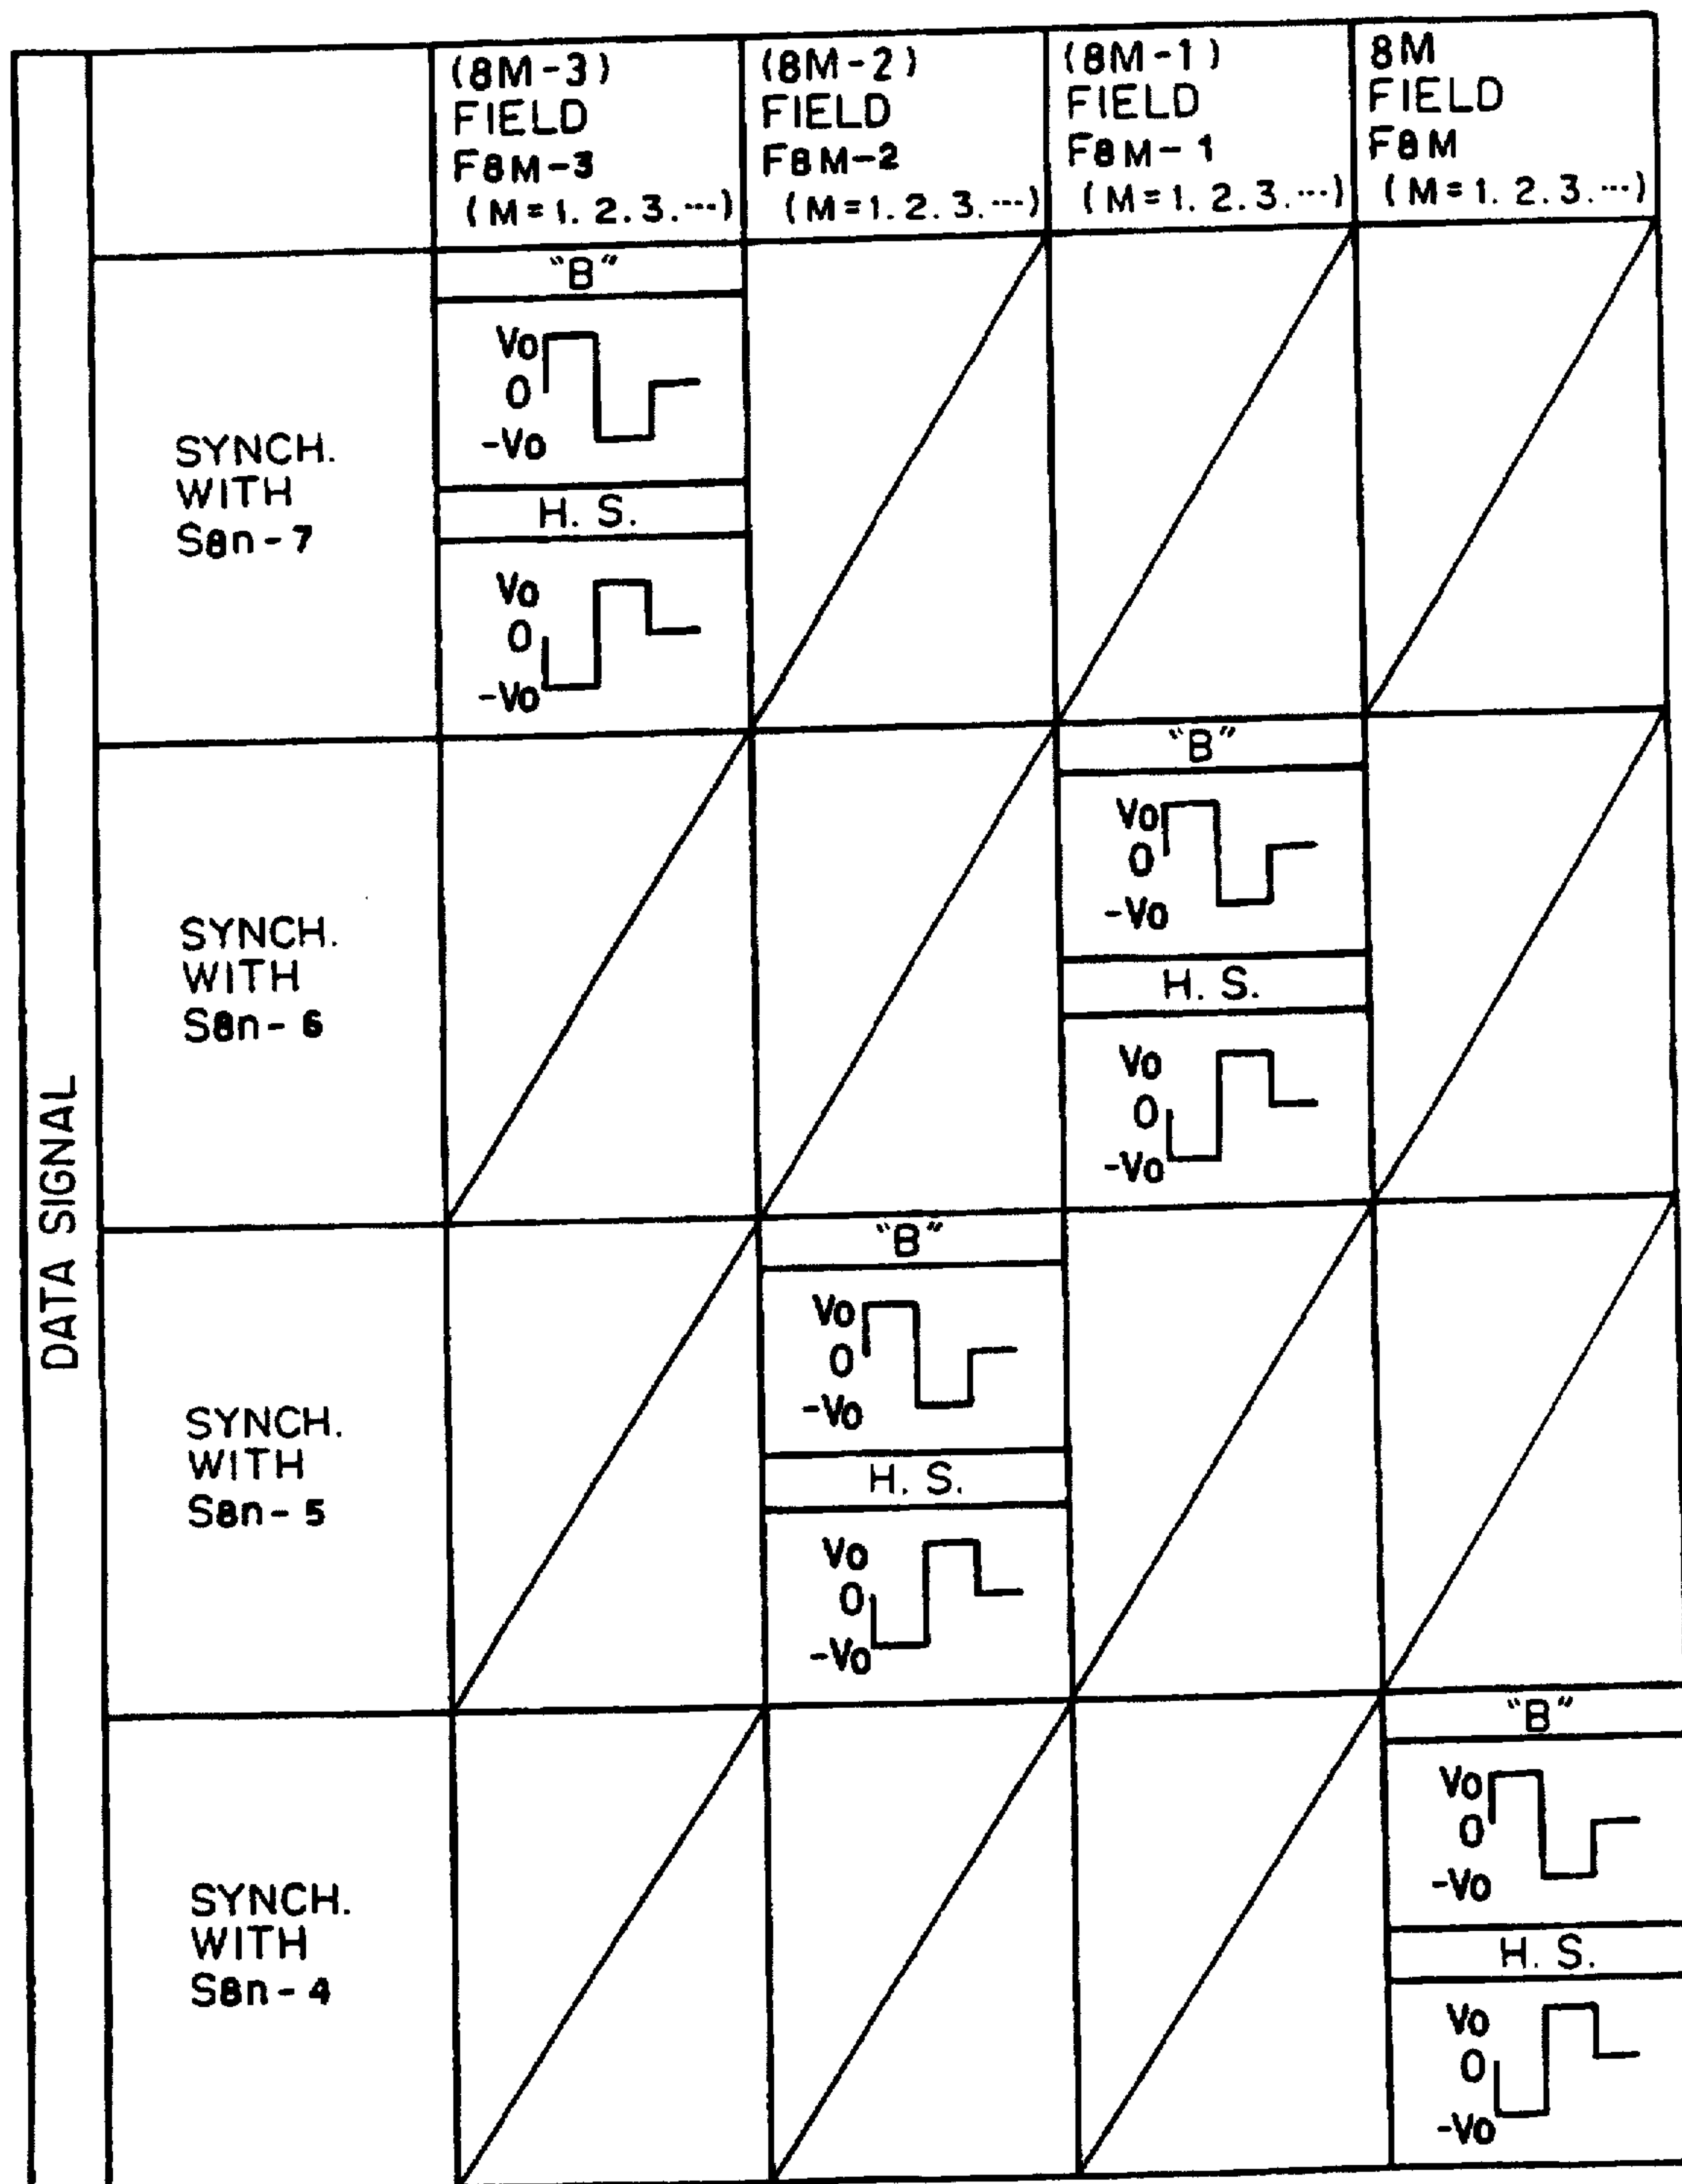 (8M-3)
FIELD
F8M-3
(M=1. 2. 3. ···)
(8M-2)
FIELD
F8M-2
(M=1. 2. 3. ···)
(8M-1)
FIELD
F8M-1
(M=1. 2. 3. ···)
8M
FIELD
F8M
(M=1. 2. 3. ···)
DATA SIGNAL
SYNCH.
WITH
S8n-7
"B"
Vo
0
-Vo
H. S.
Vo
0
-Vo
SYNCH.
WITH
S8n-6
"B"
Vo
0
-Vo
H. S.
Vo
0
-Vo
SYNCH.
WITH
S8n-5
"B"
Vo
0
-Vo
H. S.
Vo
0
-Vo
SYNCH.
WITH
S8n-4
"B"
Vo
0
-Vo
H. S.
Vo
0
-Vo